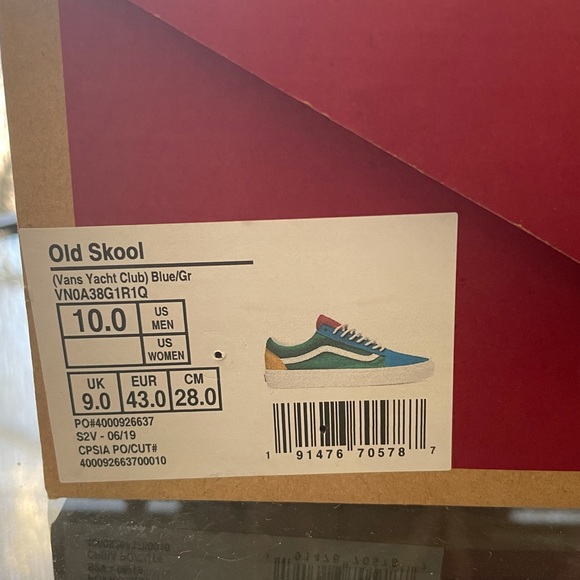 Old Skool
(Vans Yacht Club) Blue/Gr
VN0A38G1R1Q
10.0 US MEN
US WOMEN
UK 9.0 EUR 43.0 CM 28.0
PO#4000926637
S2V - 06/19
CPSIA PO/CUT#
400092663700010
1 91476 70578 7